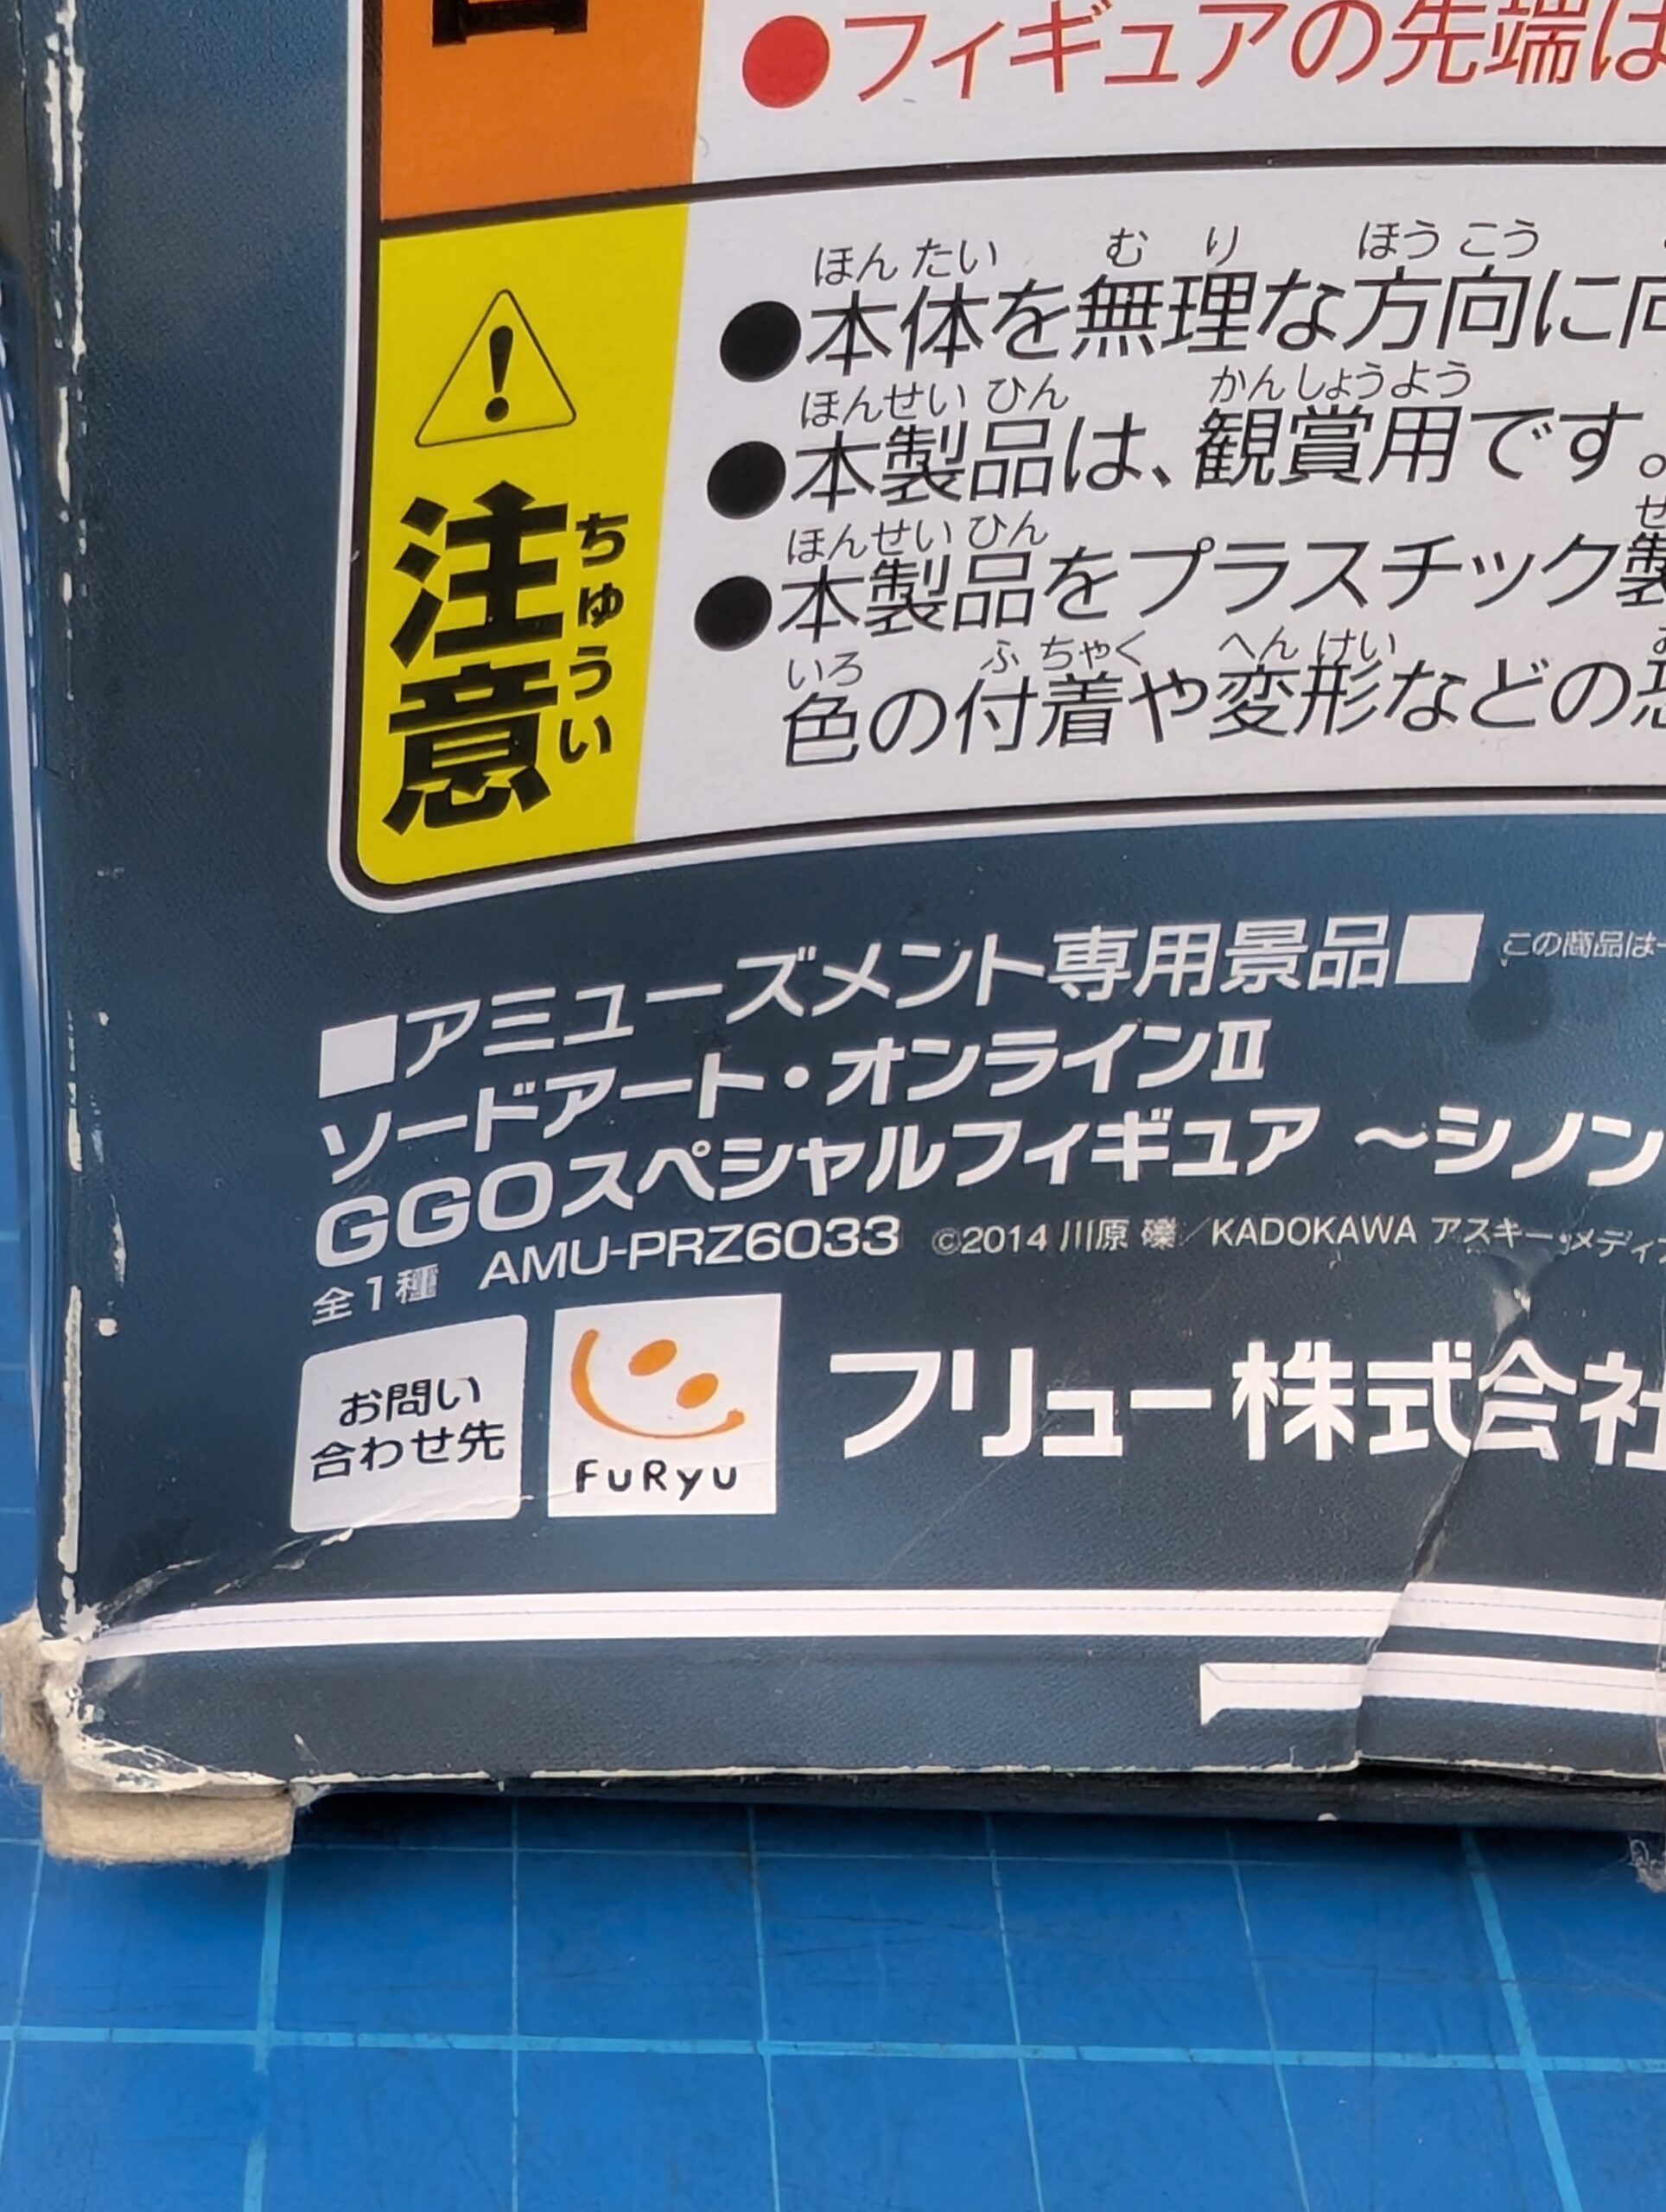 ●フィギュアの先端は
ほんたい むり ほうこう
●本体を無理な方向に向
ほんせいひん かんしょうよう
●本製品は、観賞用です。
ほんせいひん せ
●本製品をプラスチック製
いろ ふちゃく へんけい
色の付着や変形などの恐
注意
ちゅうい
■アミューズメント専用景品■ この商品は
ソードアート・オンラインⅡ
GGOスペシャルフィギュア ～シノン
全1種 AMU-PRZ6033 ©2014 川原 礫／KADOKAWA アスキー・メディア
お問い
合わせ先
FuRyu
フリュー株式会社